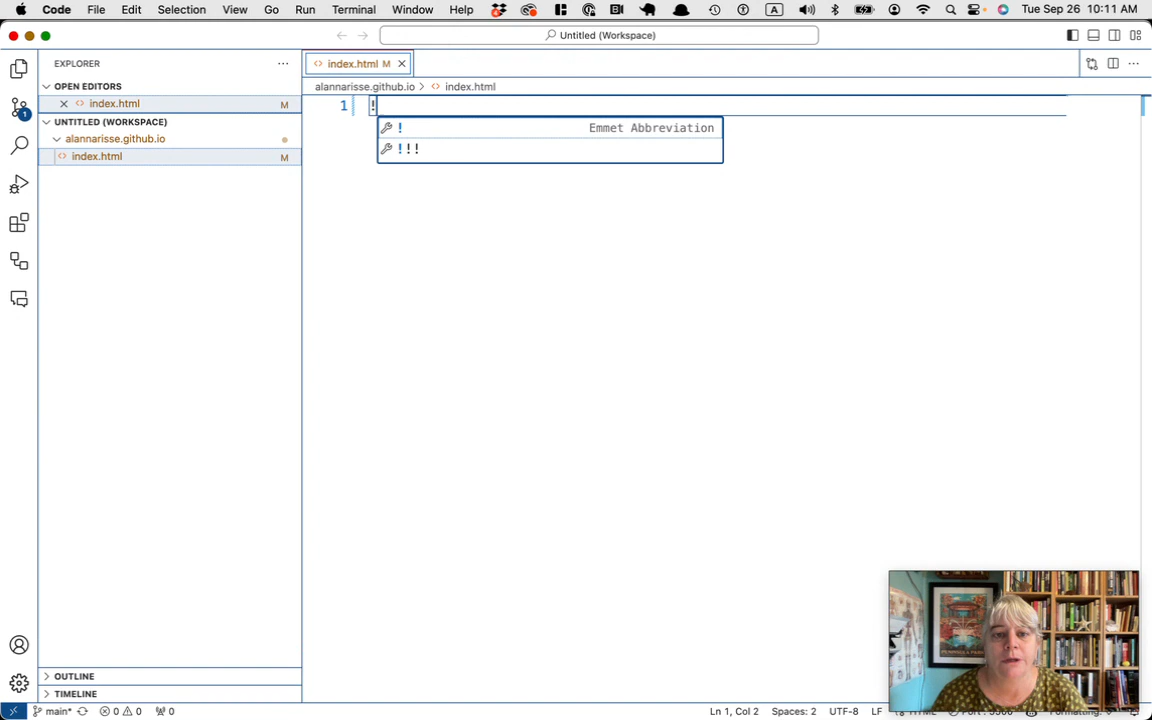 Code File Edit Selection View Go Run Terminal Window Help A Tue Sep 26 10:11 AM
Untitled (Workspace)
EXPLORER
index.html M
OPEN EDITORS
alannarisse.github.io > index.html
index.html M
1 !
1
UNTITLED (WORKSPACE)
! Emmet Abbreviation
alannarisse.github.io
!!!
index.html M
OUTLINE
TIMELINE
main* 0 0 0 Ln 1, Col 2 Spaces: 2 UTF-8 LF